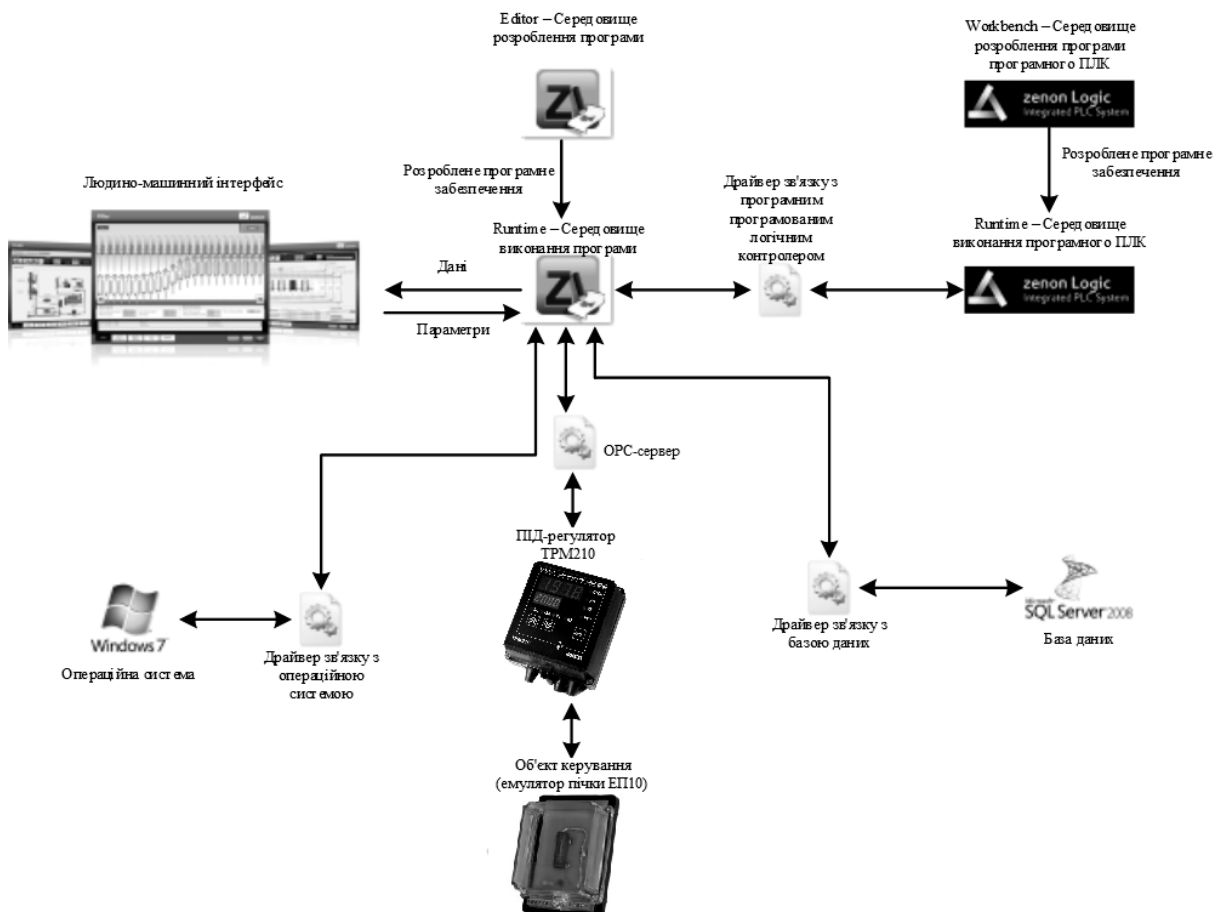 Editor – Середовище
розроблення програми
Workbench – Середовище
розроблення програми
програмного ПЛК
zenon Logic
Integrated PLC System
Розроблене програмне
забезпечення
Розроблене програмне
забезпечення
Людино-машинний інтерфейс
Драйвер зв'язку з
програмним
програмованим
логічним
контролером
Runtime – Середовище
виконання програми
Runtime – Середовище
виконання програмного ПЛК
zenon Logic
Integrated PLC System
Дані
Параметри
ОРС-сервер
ПІД-регулятор
ТРМ210
Windows 7
Операційна система
Драйвер зв'язку з
операційною
системою
Драйвер зв'язку з
базою даних
Microsoft
SQL Server 2008
База даних
Об'єкт керування
(емулятор пічки ЕП10)